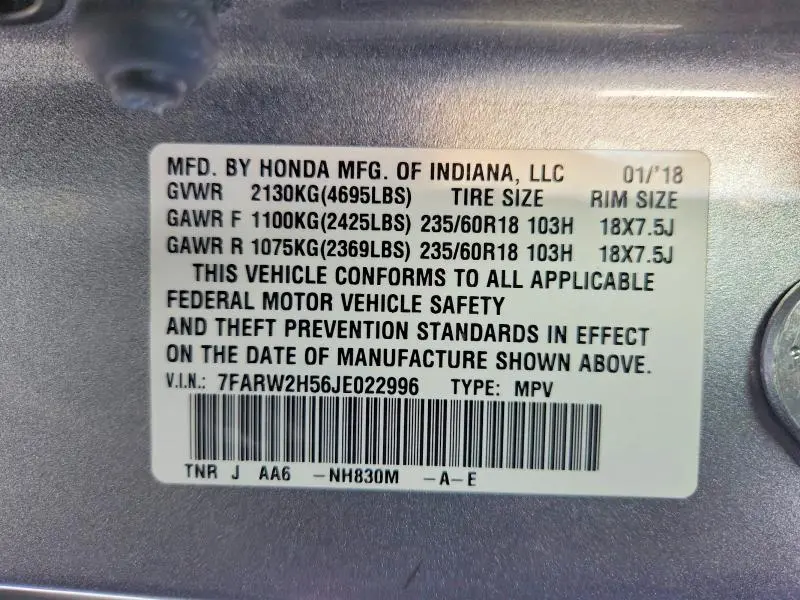 MFD. BY HONDA MFG. OF INDIANA, LLC 01/'18
GVWR 2130KG(4695LBS) TIRE SIZE RIM SIZE
GAWR F 1100KG(2425LBS) 235/60R18 103H 18X7.5J
GAWR R 1075KG(2369LBS) 235/60R18 103H 18X7.5J
THIS VEHICLE CONFORMS TO ALL APPLICABLE
FEDERAL MOTOR VEHICLE SAFETY
AND THEFT PREVENTION STANDARDS IN EFFECT
ON THE DATE OF MANUFACTURE SHOWN ABOVE.
V.I.N.: 7FARW2H56JE022996 TYPE: MPV
TNR J AA6 -NH830M -A-E